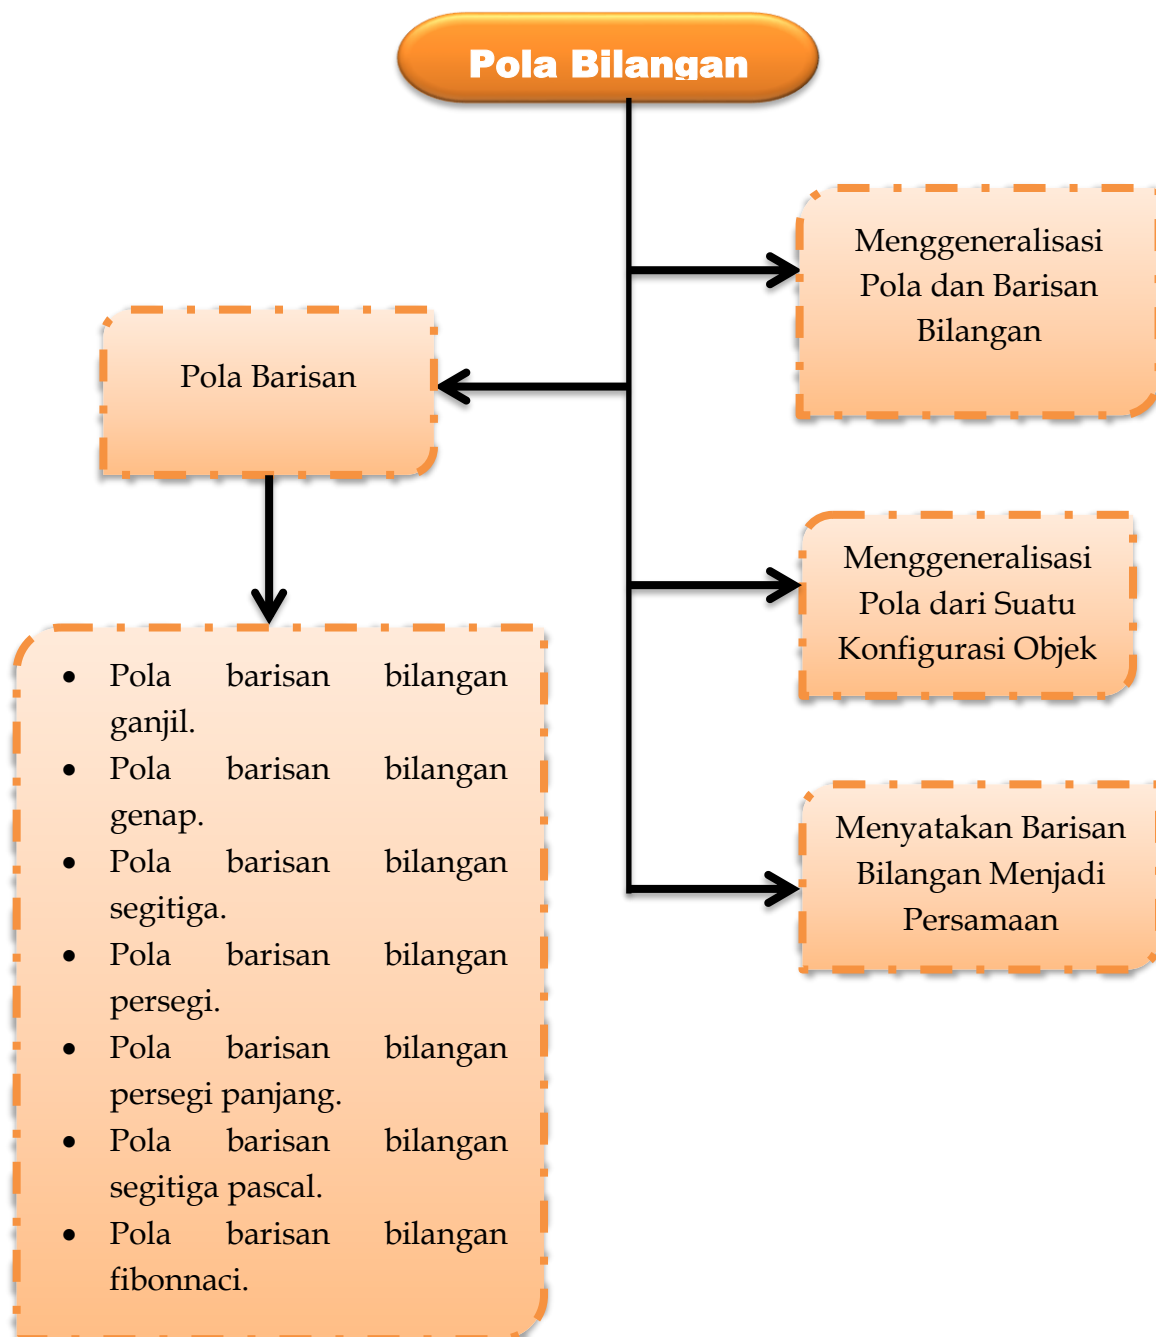 Pola Bilangan
Menggeneralisasi
Pola dan Barisan
Bilangan
Pola Barisan
Menggeneralisasi
Pola dari Suatu
Konfigurasi Objek
• Pola barisan bilangan
ganjil.
• Pola barisan bilangan
genap.
• Pola barisan bilangan
segitiga.
• Pola barisan bilangan
persegi.
• Pola barisan bilangan
persegi panjang.
• Pola barisan bilangan
segitiga pascal.
• Pola barisan bilangan
fibonnaci.
Menyatakan Barisan
Bilangan Menjadi
Persamaan